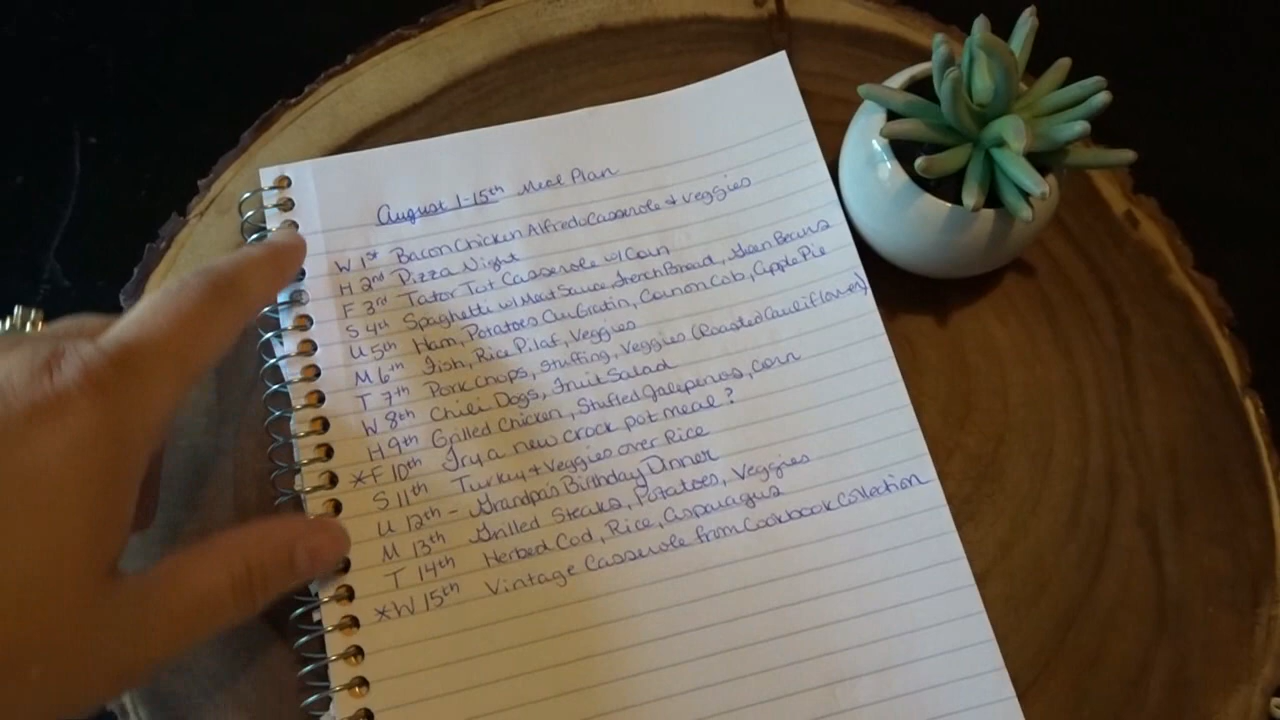 August 1-15th Meal Plan
W 1st Bacon Chicken Alfredo Casserole + Veggies
H 2nd Pizza Night
F 3rd Tator Tot Casserole w/ Corn
S 4th Spaghetti w/ Meat Sauce, French Bread, Green Beans
U 5th Ham, Potatoes Au Gratin, Corn on Cob, Apple Pie
M 6th Fish, Rice Pilaf, Veggies
T 7th Pork Chops, Stuffing, Veggies (Roasted Cauliflower)
W 8th Chili Dogs, Fruit Salad
H 9th Grilled Chicken, Stuffed Jalepenos, Corn
*F 10th Try a new crock pot meal?
S 11th Turkey + Veggies over Rice
U 12th - Grandpa's Birthday Dinner
M 13th Grilled Steaks, Potatoes, Veggies
T 14th Herbed Cod, Rice, Asparagus
*W 15th Vintage Casserole from Cookbook Collection